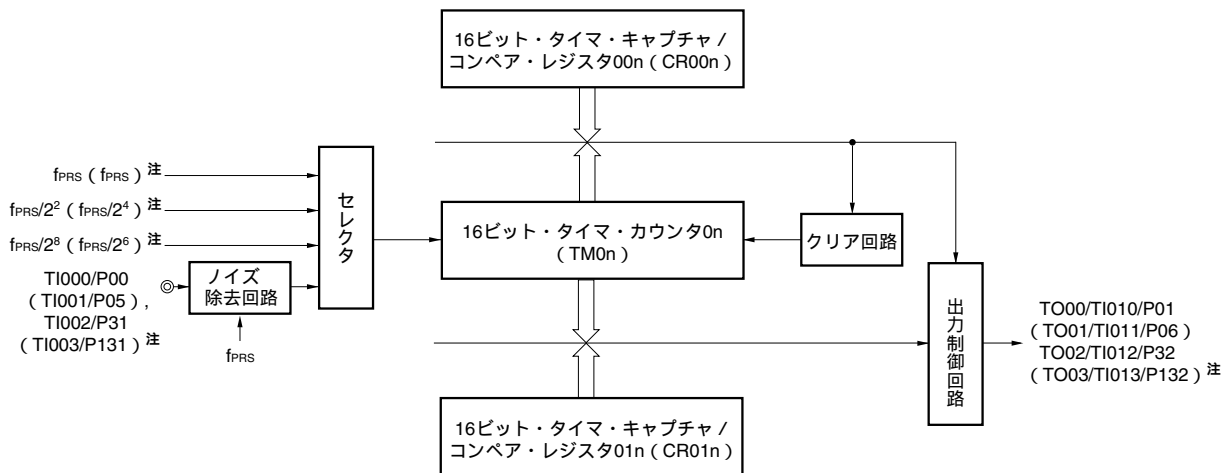 16ビット・タイマ・キャプチャ/
コンペア・レジスタ00n(CR00n)
fPRS(fPRS)注
fPRS/2²(fPRS/2⁴)注
fPRS/2⁸(fPRS/2⁶)注
TI000/P00
(TI001/P05),
TI002/P31
(TI003/P131)注
ノイズ
除去回路
fPRS
セレクタ
16ビット・タイマ・カウンタ0n
(TM0n)
クリア回路
出力制御回路
TO00/TI010/P01
(TO01/TI011/P06)
TO02/TI012/P32
(TO03/TI013/P132)注
16ビット・タイマ・キャプチャ/
コンペア・レジスタ01n(CR01n)